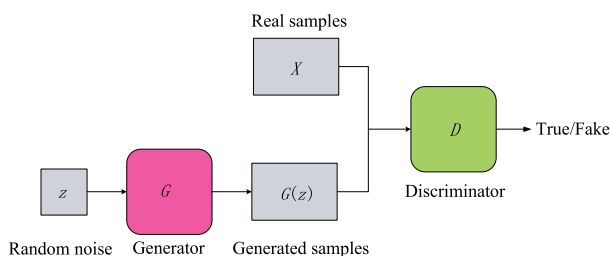 Real samples
X
D
True/Fake
Discriminator
z
G
G(z)
Random noise
Generator
Generated samples